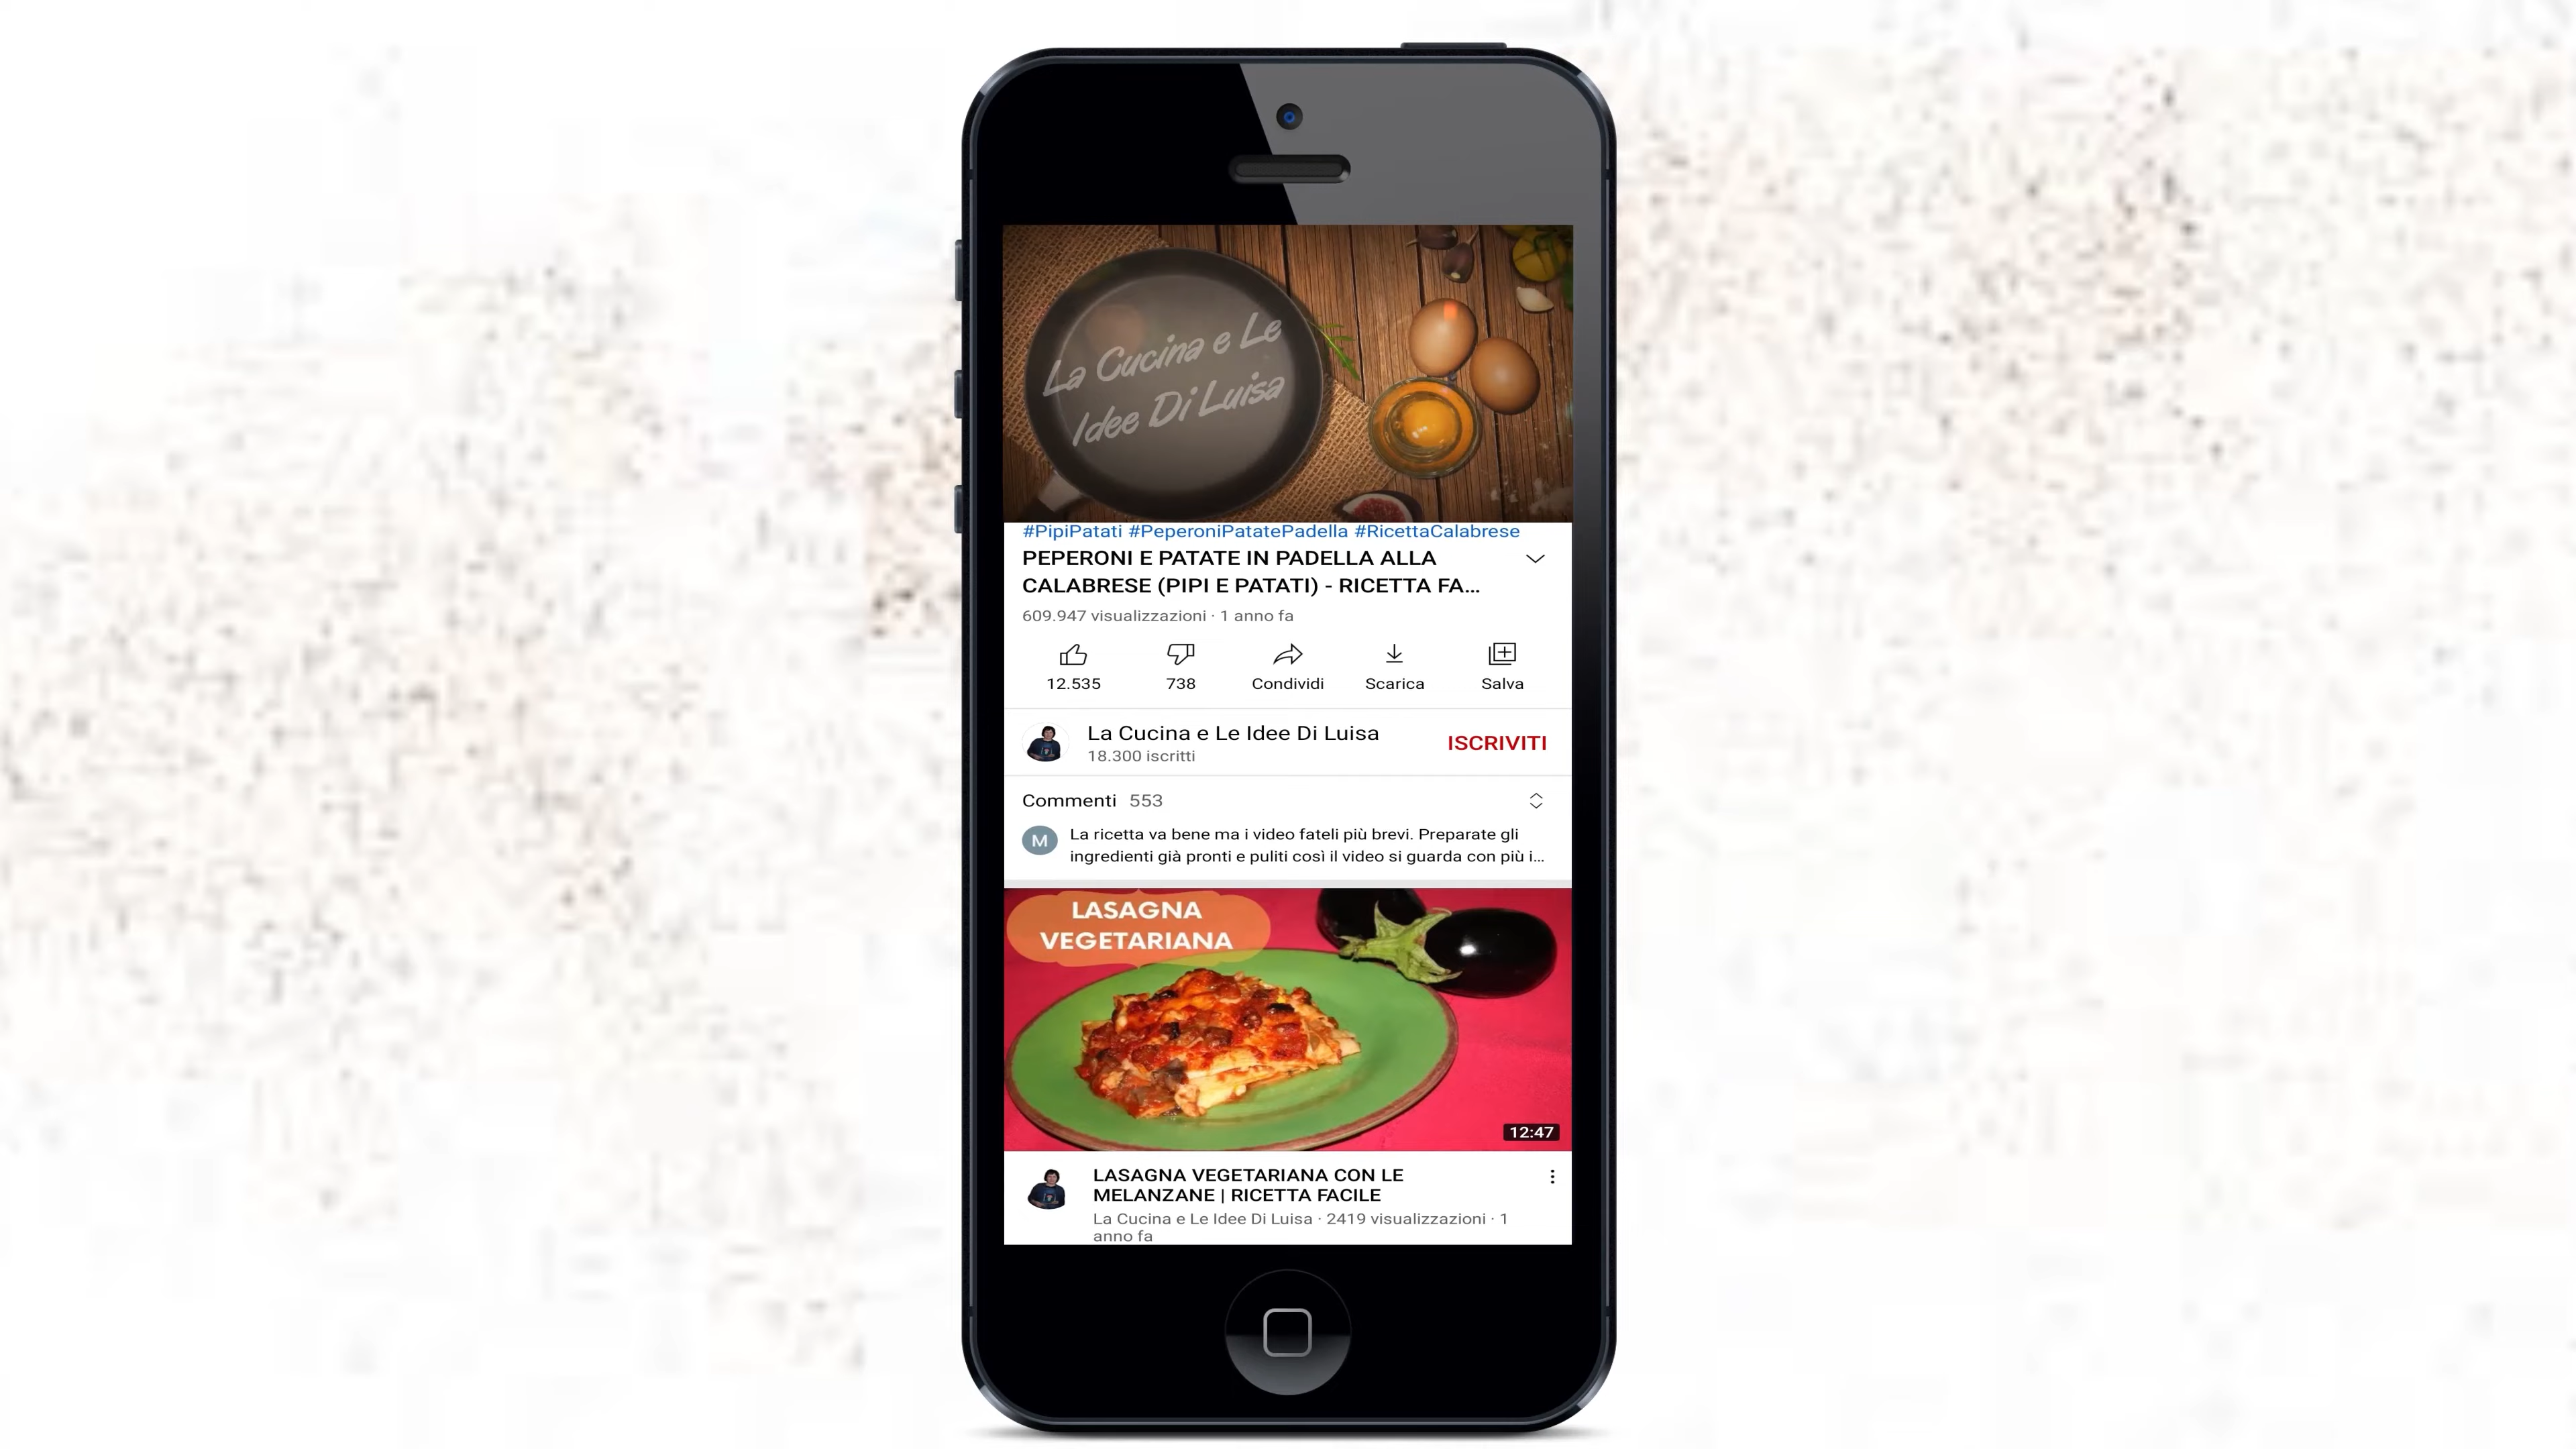 La Cucina e Le
Idee Di Luisa
#PipiPatati #PeperoniPatatePadella #RicettaCalabrese
PEPERONI E PATATE IN PADELLA ALLA
CALABRESE (PIPI E PATATI) - RICETTA FA...
609.947 visualizzazioni · 1 anno fa
12.535 738 Condividi Scarica Salva
La Cucina e Le Idee Di Luisa
18.300 iscritti
ISCRIVITI
Commenti 553
M
La ricetta va bene ma i video fateli più brevi. Preparate gli
ingredienti già pronti e puliti così il video si guarda con più i...
LASAGNA
VEGETARIANA
12:47
LASAGNA VEGETARIANA CON LE
MELANZANE | RICETTA FACILE
La Cucina e Le Idee Di Luisa · 2419 visualizzazioni · 1
anno fa